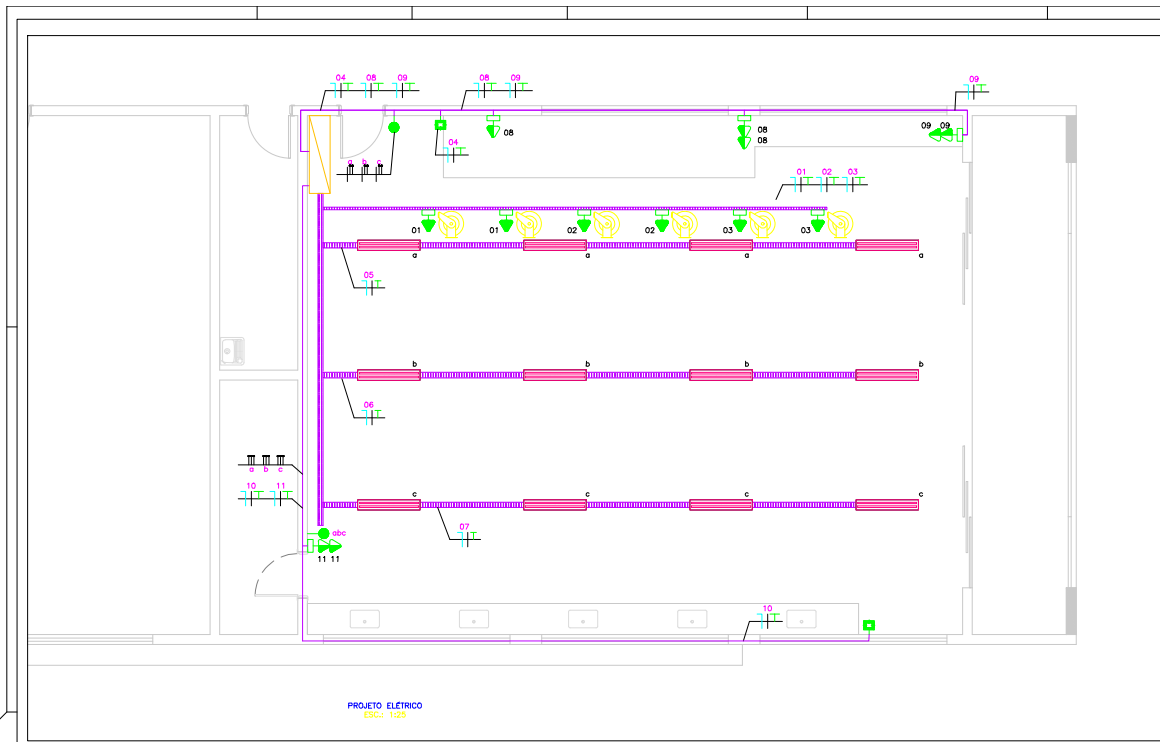 04 08 09
08 09
09
08
08
08
09 09
04
a b c
01 02 03
01 01 02 02 03 03
a a a a
05
b b b b
06
a b c
10 11
c c c c
07
abc
11 11
10
PROJETO ELÉTRICO